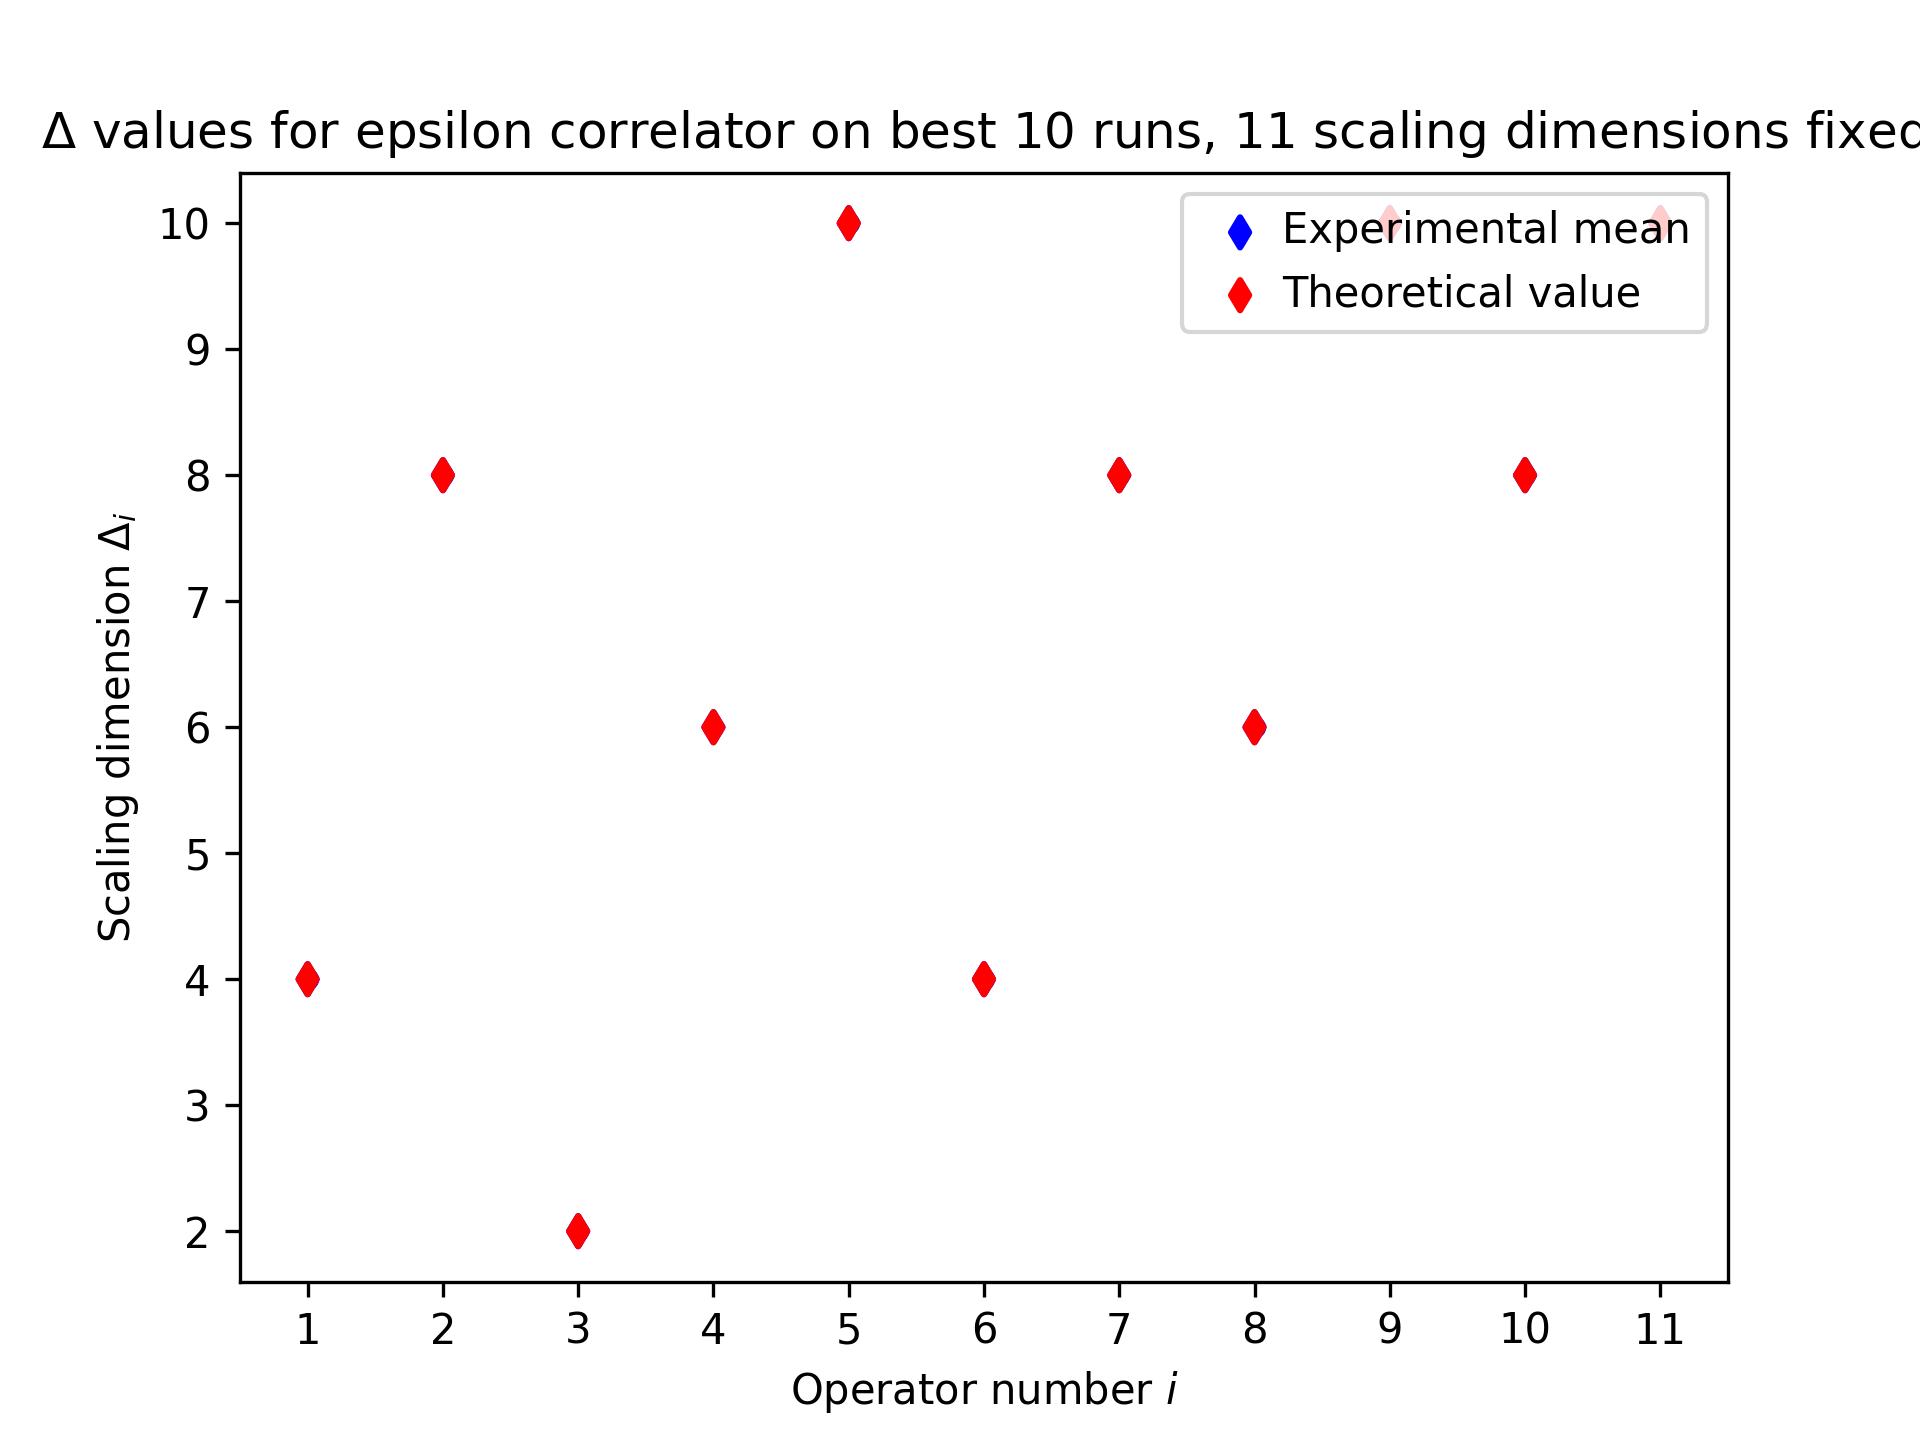 Δ values for epsilon correlator on best 10 runs, 11 scaling dimensions fixed
Experimental mean
Theoretical value
10
9
8
7
6
5
4
3
2
Scaling dimension Δᵢ
1 2 3 4 5 6 7 8 9 10 11
Operator number i